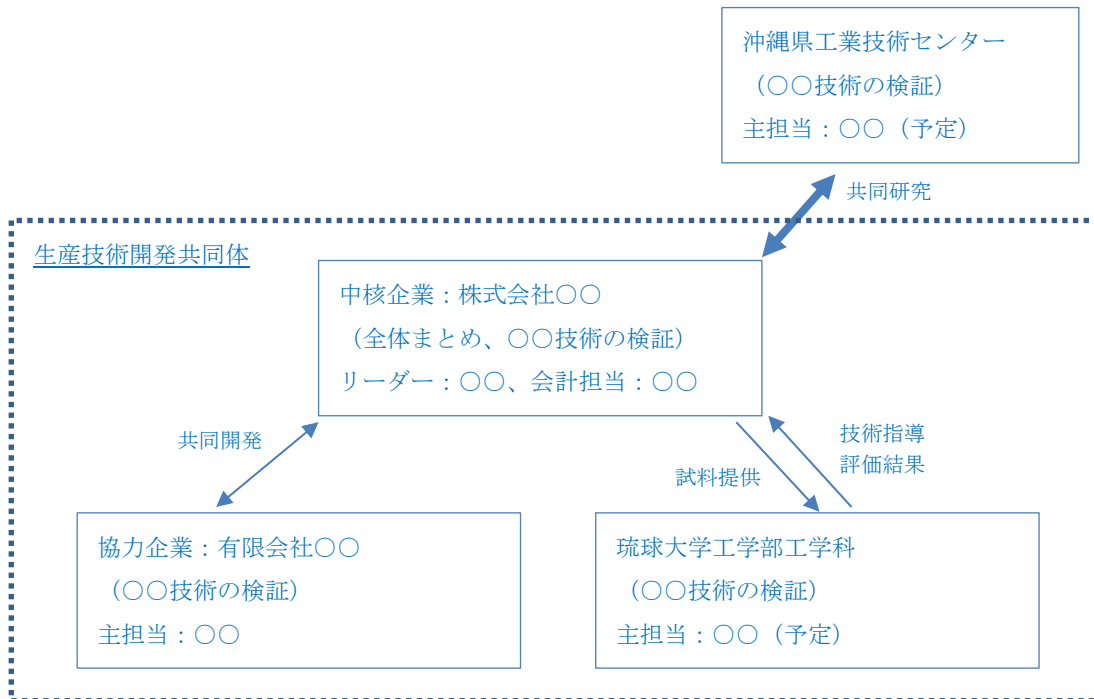 沖縄県工業技術センター
（〇〇技術の検証）
主担当：〇〇（予定）
共同研究
生産技術開発共同体
中核企業：株式会社〇〇
（全体まとめ、〇〇技術の検証）
リーダー：〇〇、会計担当：〇〇
共同開発
技術指導
評価結果
試料提供
協力企業：有限会社〇〇
（〇〇技術の検証）
主担当：〇〇
琉球大学工学部工学科
（〇〇技術の検証）
主担当：〇〇（予定）